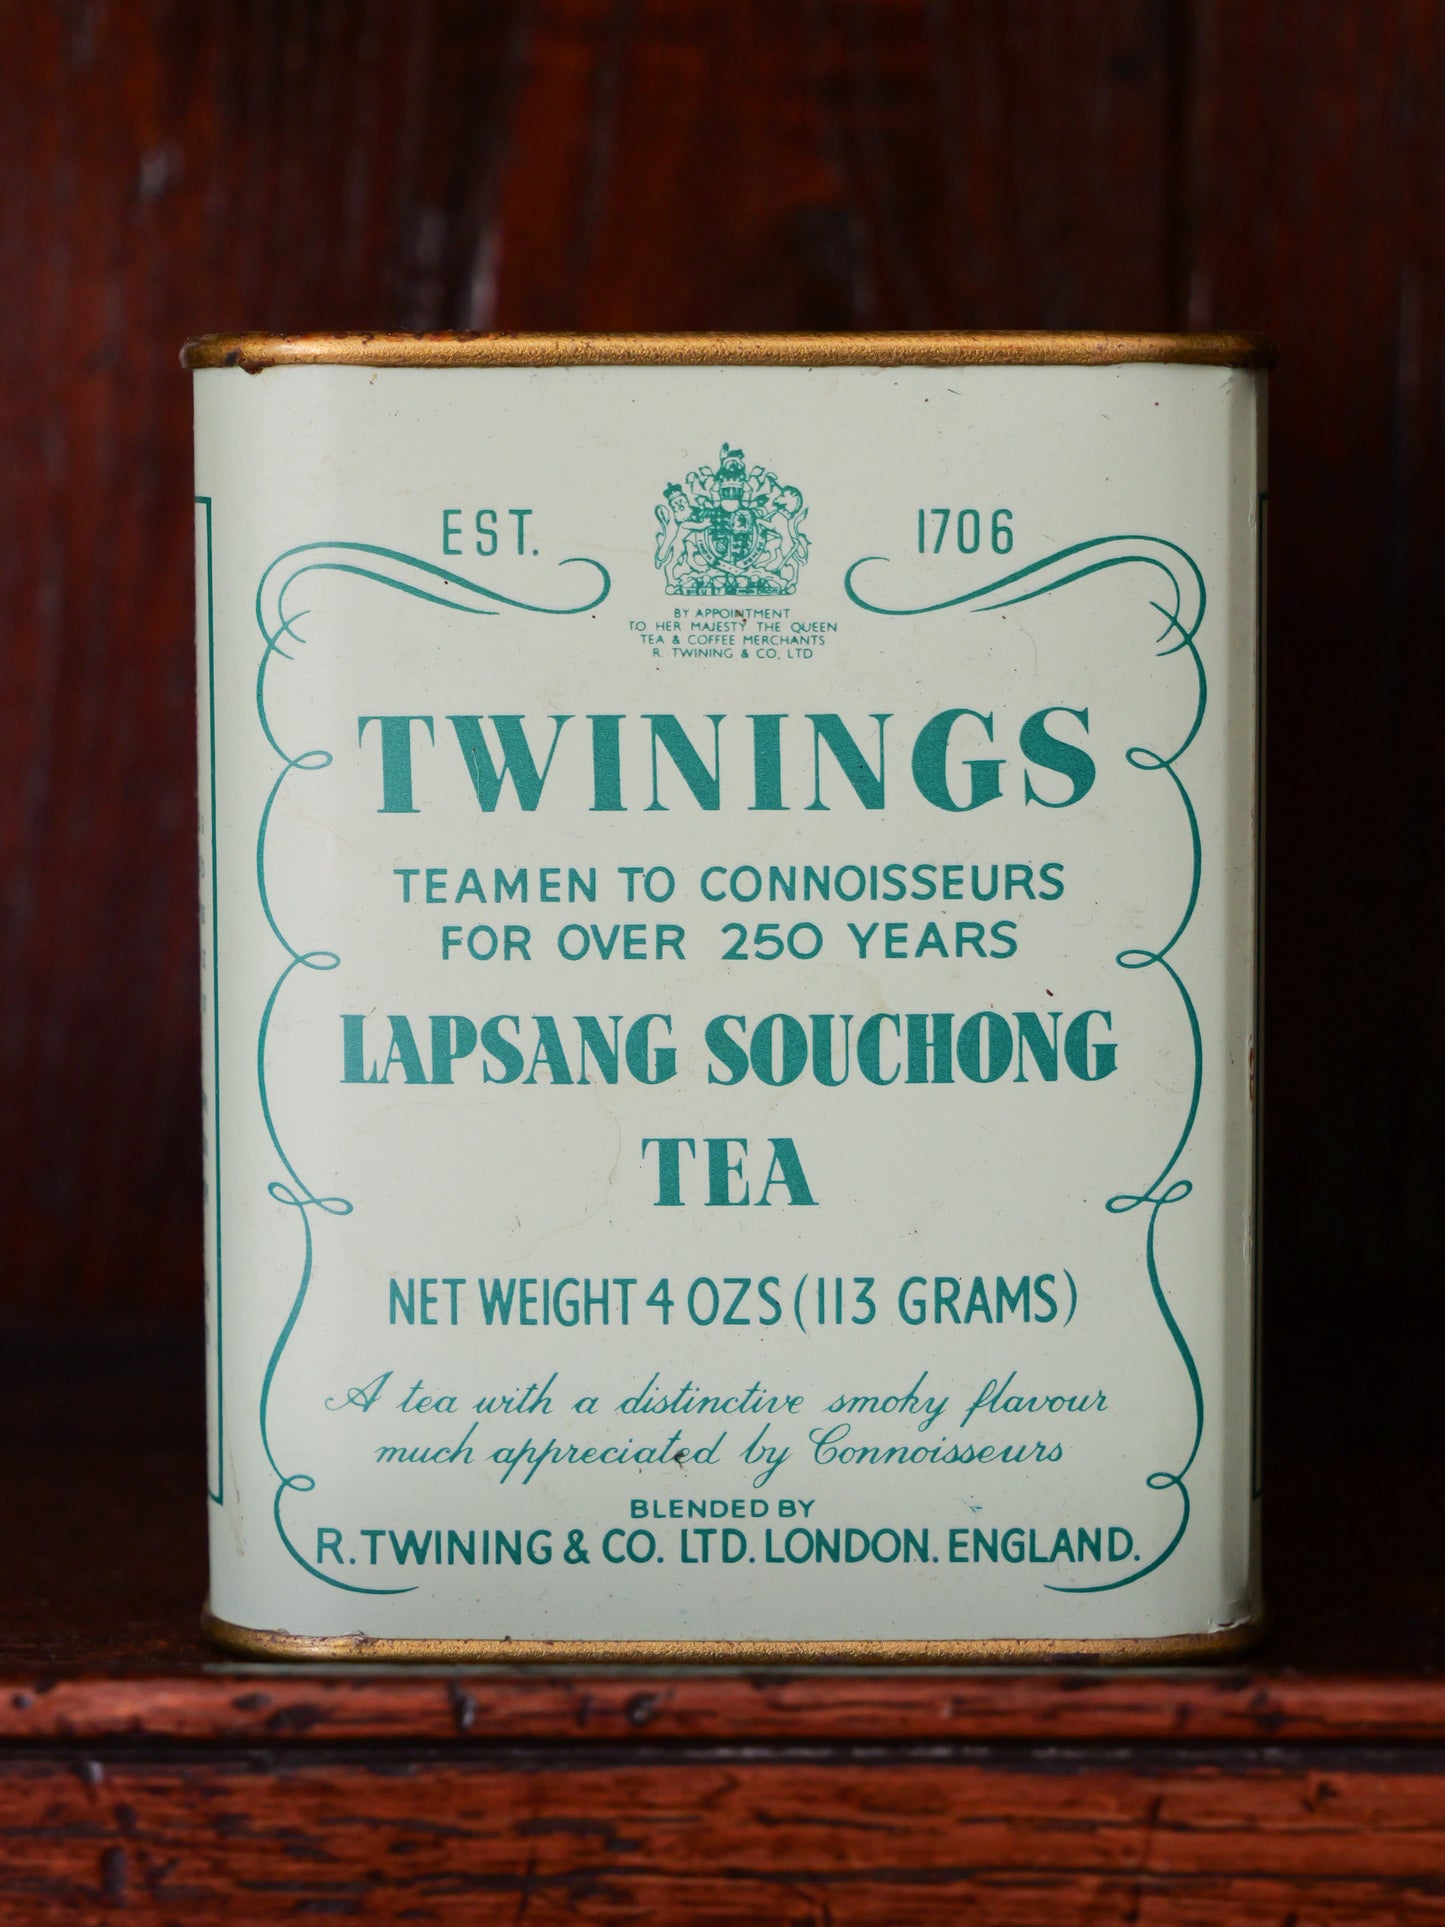 EST. 1706
BY APPOINTMENT
TO HER MAJESTY THE QUEEN
TEA & COFFEE MERCHANTS
R. TWINING & CO, LTD
TWININGS
TEAMEN TO CONNOISSEURS
FOR OVER 250 YEARS
LAPSANG SOUCHONG
TEA
NET WEIGHT 4 OZS (113 GRAMS)
A tea with a distinctive smoky flavour
much appreciated by Connoisseurs
BLENDED BY
R. TWINING & CO. LTD. LONDON. ENGLAND.